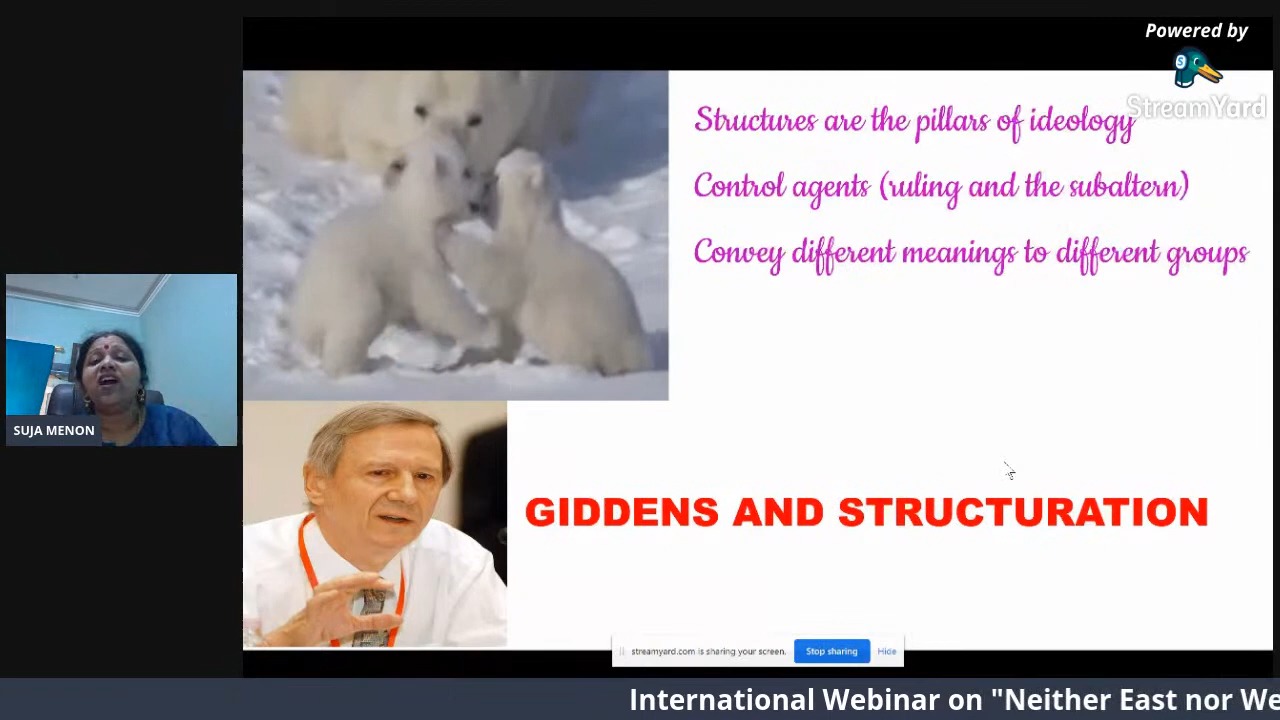 Powered by
StreamYard
Structures are the pillars of ideology
Control agents (ruling and the subaltern)
Convey different meanings to different groups
SUJA MENON
GIDDENS AND STRUCTURATION
streamyard.com is sharing your screen.
Stop sharing
Hide
International Webinar on "Neither East nor We